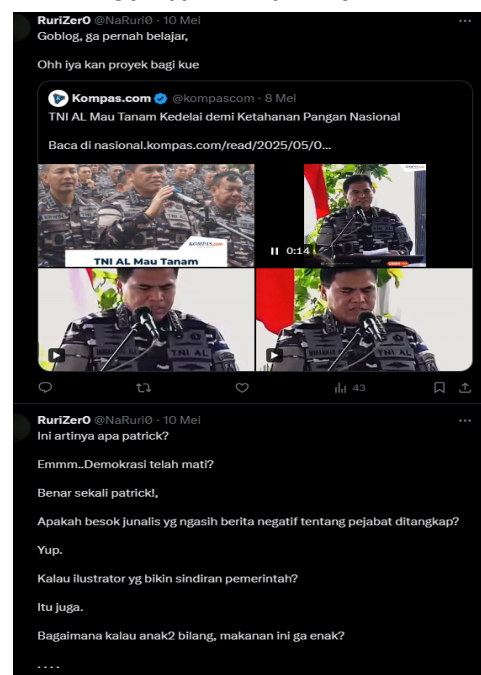 RuriZer0 @NaRuri0 · 10 Mei
Goblog, ga pernah belajar,
Ohh iya kan proyek bagi kue
Kompas.com @kompascom · 8 Mei
TNI AL Mau Tanam Kedelai demi Ketahanan Pangan Nasional
Baca di nasional.kompas.com/read/2025/05/0...
KOMPAS.com
TNI AL Mau Tanam
0:14
TNI AL
TNI AL
43
RuriZer0 @NaRuri0 · 10 Mei
Ini artinya apa patrick?
Emmm..Demokrasi telah mati?
Benar sekali patrick!,
Apakah besok junalis yg ngasih berita negatif tentang pejabat ditangkap?
Yup.
Kalau ilustrator yg bikin sindiran pemerintah?
Itu juga.
Bagaimana kalau anak2 bilang, makanan ini ga enak?
. . . .